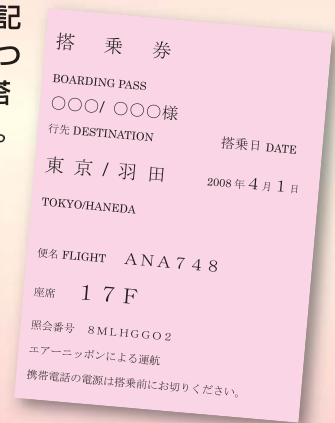 記
つ
搭
。
搭 乗 券
BOARDING PASS
○○○/ ○○○様
行先 DESTINATION 搭乗日 DATE
東 京 / 羽 田 2008 年 4 月 1 日
TOKYO/HANEDA
便名 FLIGHT ANA748
座席 17F
照会番号 8MLHGGO2
エアーニッポンによる運航
携帯電話の電源は搭乗前にお切りください。